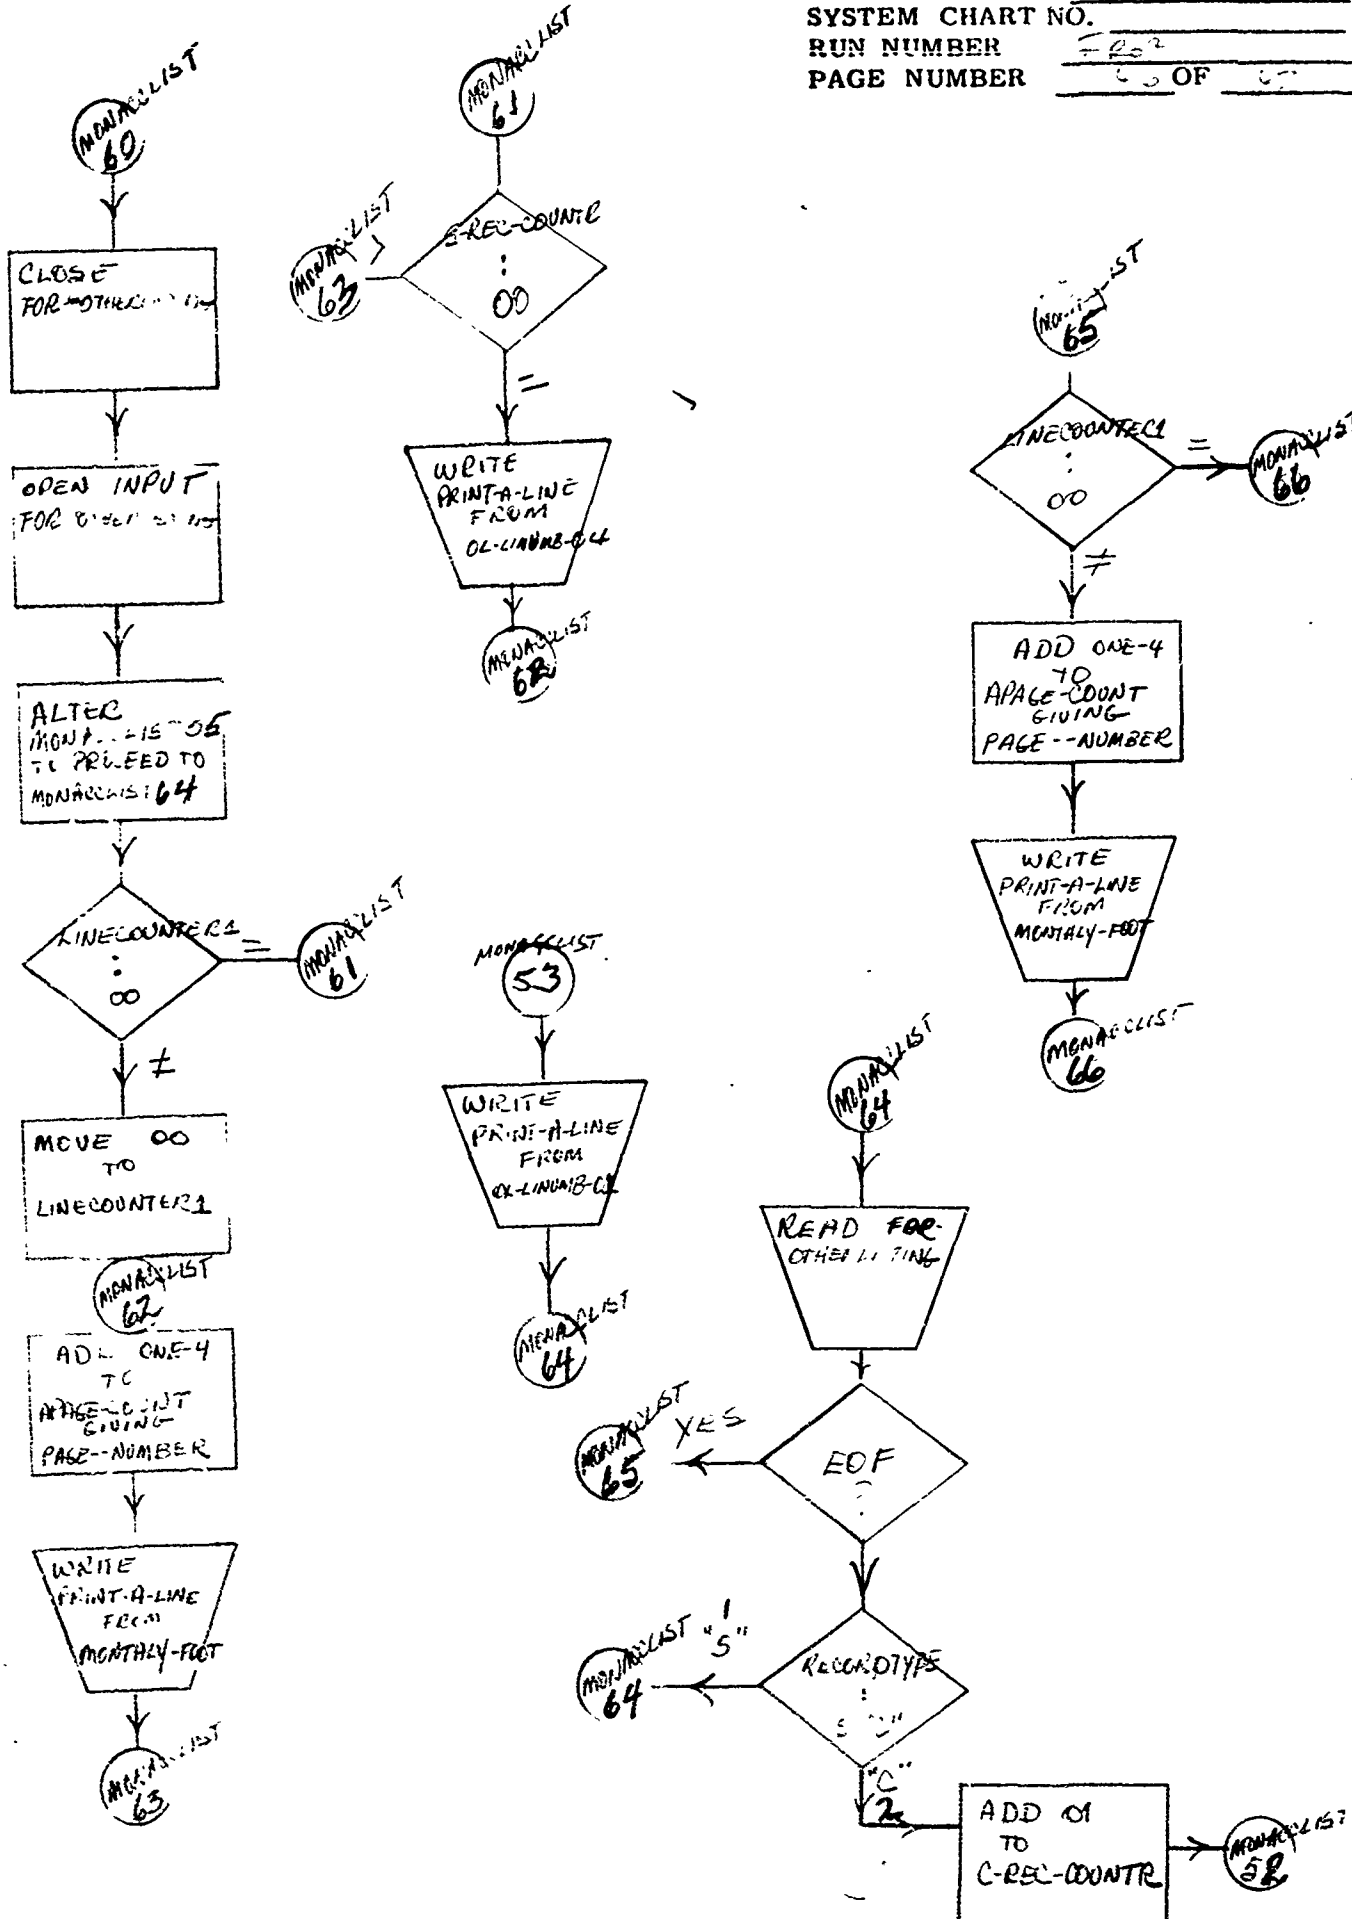 SYSTEM CHART NO.
RUN NUMBER
PAGE NUMBER OF
MONACCLIST
60
CLOSE
OPEN INPUT
FOR
ALTER
55
TO PROCEED TO
MONACCLIST 64
LINECOUNTER1
:
00
=
MONACCLIST
61
≠
MOVE 00
TO
LINECOUNTER1
MONACCLIST
62
ADD ONE-4
TO
APAGE-COUNT
GIVING
PAGE--NUMBER
WRITE
PRINT-A-LINE
FROM
MONTHLY-FOOT
MONACCLIST
63
MONACCLIST
61
S-REC-COUNTR
:
00
MONACCLIST
63
=
WRITE
PRINT-A-LINE
FROM
OL-LINUMB-04
MONACCLIST
62
MONACCLIST
53
WRITE
PRINT-A-LINE
FROM
MONACCLIST
64
65
LINECOUNTER1
:
00
=
MONACCLIST
66
≠
ADD ONE-4
TO
APAGE-COUNT
GIVING
PAGE--NUMBER
WRITE
PRINT-A-LINE
FROM
MONTHLY-FOOT
MONACCLIST
66
MONACCLIST
64
READ FOR-
EOF
?
YES
MONACCLIST
65
RECORDTYPE
:
1
"S"
MONACCLIST
64
"C"
2
ADD 01
TO
C-REC-COUNTR
MONACCLIST
52